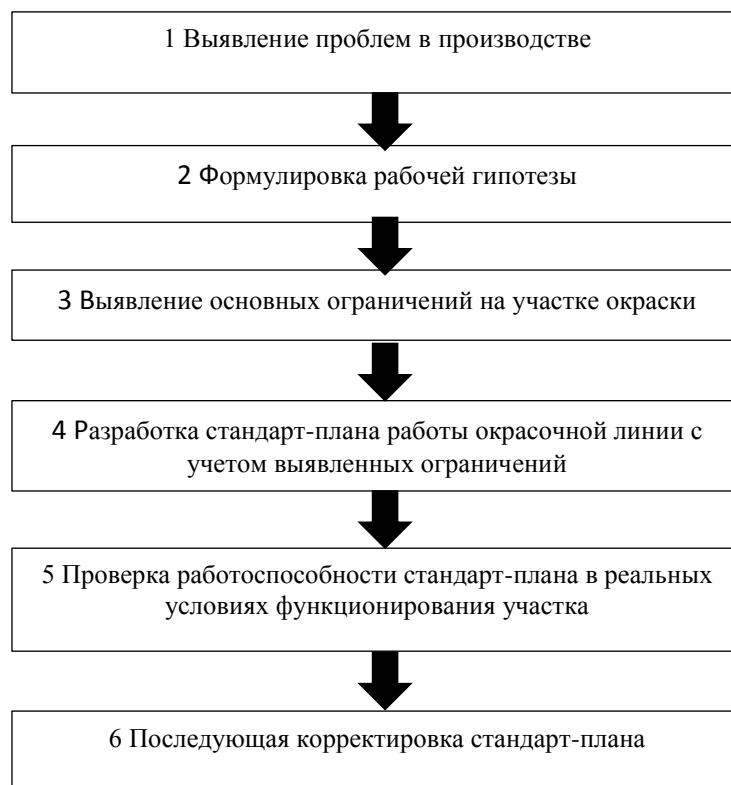 1 Выявление проблем в производстве
2 Формулировка рабочей гипотезы
3 Выявление основных ограничений на участке окраски
4 Разработка стандарт-плана работы окрасочной линии с
учетом выявленных ограничений
5 Проверка работоспособности стандарт-плана в реальных
условиях функционирования участка
6 Последующая корректировка стандарт-плана